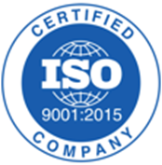 CERTIFIED
ISO
9001:2015
COMPANY